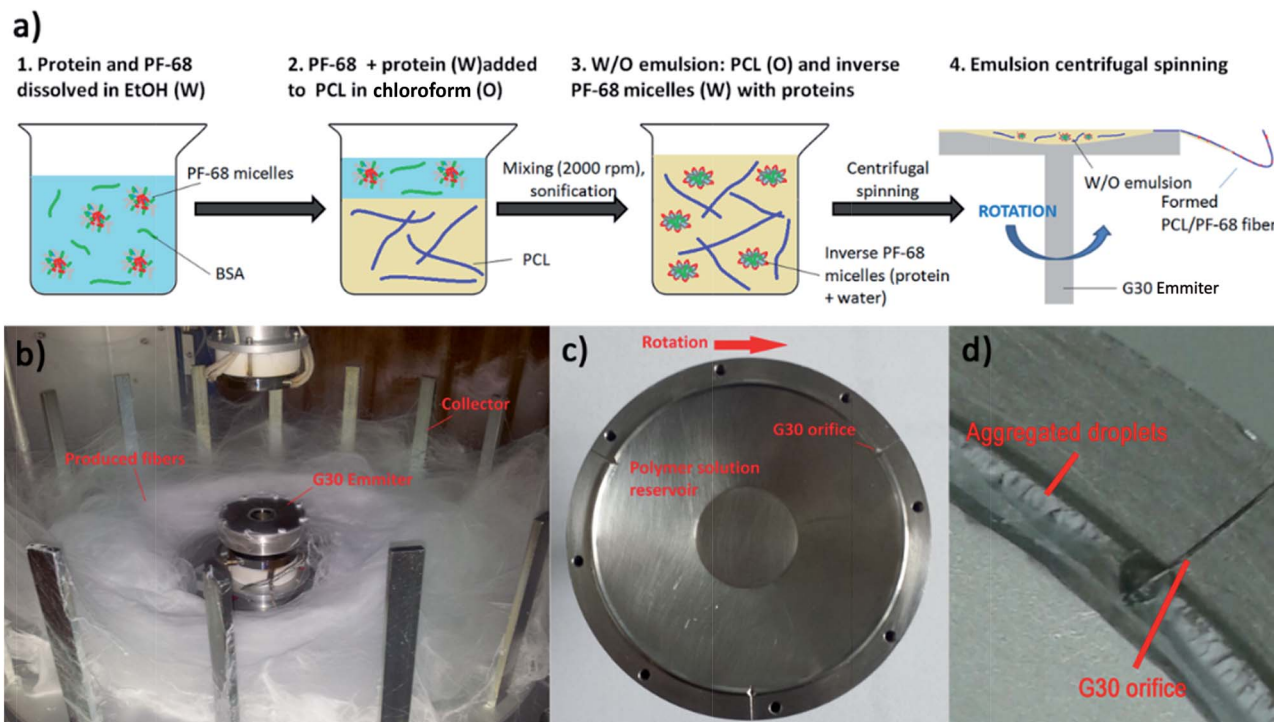 a)
1. Protein and PF-68
dissolved in EtOH (W)
2. PF-68 + protein (W)added
to PCL in chloroform (O)
3. W/O emulsion: PCL (O) and inverse
PF-68 micelles (W) with proteins
4. Emulsion centrifugal spinning
PF-68 micelles
BSA
Mixing (2000 rpm),
sonification
PCL
Centrifugal
spinning
Inverse PF-68
micelles (protein
+ water)
W/O emulsion
Formed
PCL/PF-68 fiber
ROTATION
G30 Emmiter
b)
Collector
Produced fibers
G30 Emmiter
c)
Rotation
G30 orifice
Polymer solution
reservoir
d)
Aggregated droplets
G30 orifice